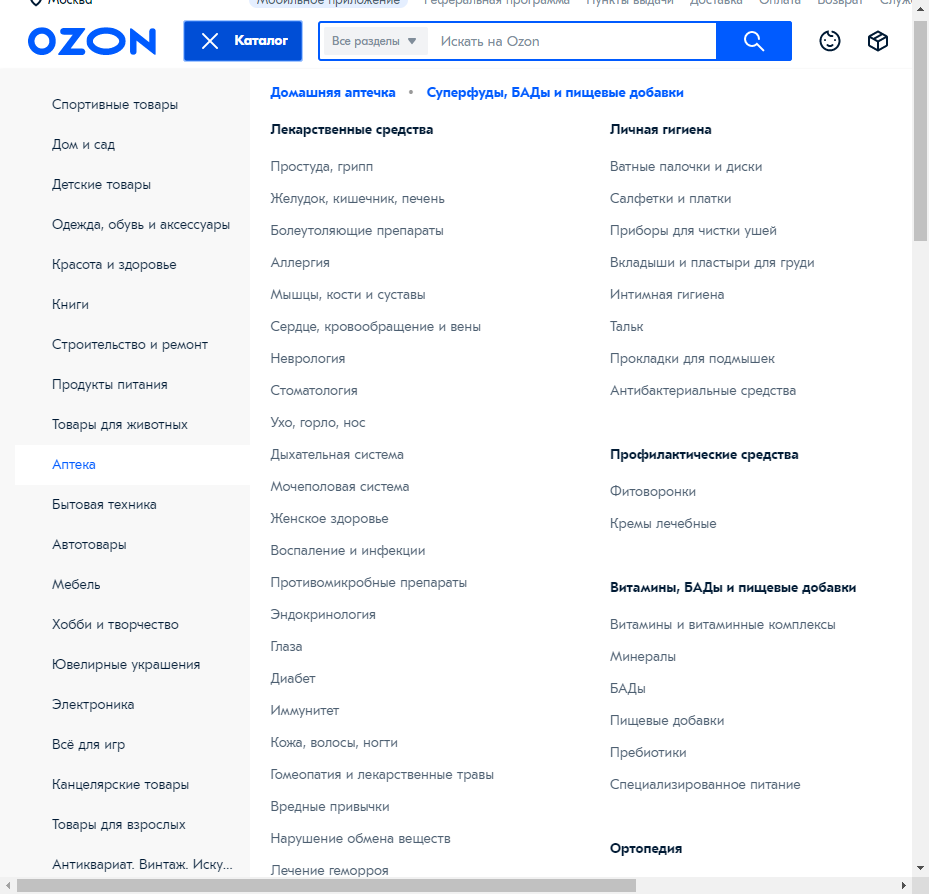 Москва Мобильное приложение Реферальная программа Пункты выдачи Доставка Оплата Возврат
OZON Каталог Все разделы Искать на Ozon
Спортивные товары
Дом и сад
Детские товары
Одежда, обувь и аксессуары
Красота и здоровье
Книги
Строительство и ремонт
Продукты питания
Товары для животных
Аптека
Бытовая техника
Автотовары
Мебель
Хобби и творчество
Ювелирные украшения
Электроника
Всё для игр
Канцелярские товары
Товары для взрослых
Антиквариат. Винтаж. Иску...
Домашняя аптечка • Суперфуды, БАДы и пищевые добавки
Лекарственные средства
Простуда, грипп
Желудок, кишечник, печень
Болеутоляющие препараты
Аллергия
Мышцы, кости и суставы
Сердце, кровообращение и вены
Неврология
Стоматология
Ухо, горло, нос
Дыхательная система
Мочеполовая система
Женское здоровье
Воспаление и инфекции
Противомикробные препараты
Эндокринология
Глаза
Диабет
Иммунитет
Кожа, волосы, ногти
Гомеопатия и лекарственные травы
Вредные привычки
Нарушение обмена веществ
Лечение геморроя
Личная гигиена
Ватные палочки и диски
Салфетки и платки
Приборы для чистки ушей
Вкладыши и пластыри для груди
Интимная гигиена
Тальк
Прокладки для подмышек
Антибактериальные средства
Профилактические средства
Фитоворонки
Кремы лечебные
Витамины, БАДы и пищевые добавки
Витамины и витаминные комплексы
Минералы
БАДы
Пищевые добавки
Пребиотики
Специализированное питание
Ортопедия